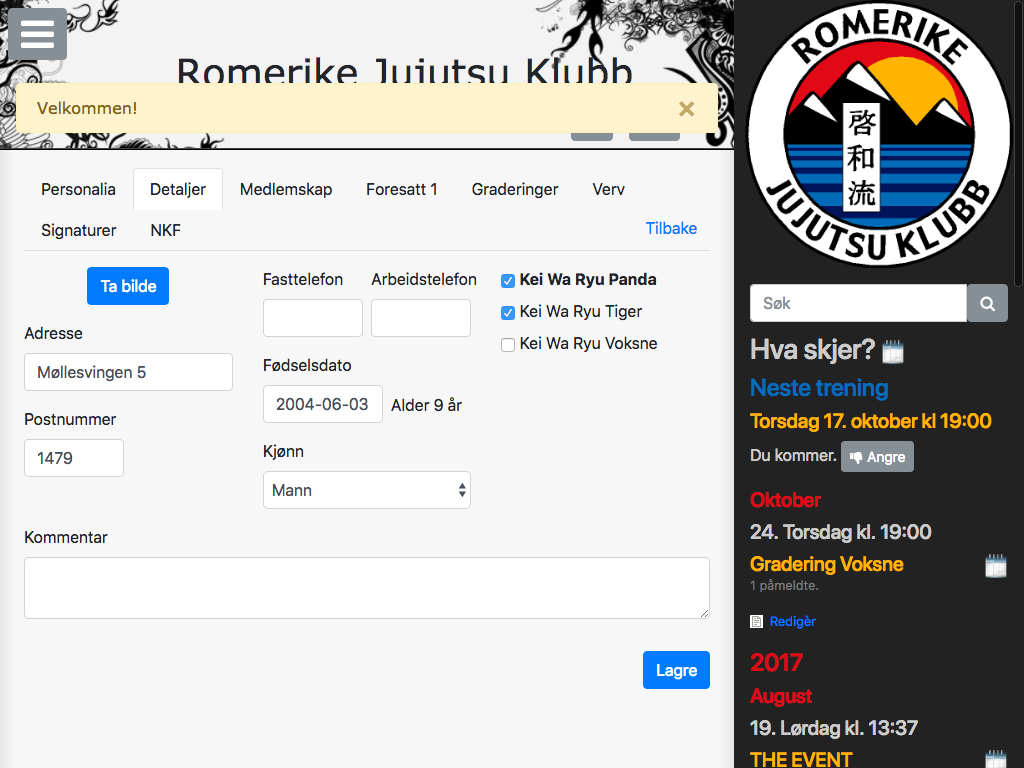 Romerike Jujutsu Klubb
Velkommen!
×
Personalia
Detaljer
Medlemskap
Foresatt 1
Graderinger
Verv
Signaturer
NKF
Tilbake
Ta bilde
Adresse
Møllesvingen 5
Postnummer
1479
Fasttelefon
Arbeidstelefon
Fødselsdato
2004-06-03
Alder 9 år
Kjønn
Mann
Kei Wa Ryu Panda
Kei Wa Ryu Tiger
Kei Wa Ryu Voksne
Kommentar
Lagre
ROMERIKE
啓和流
JUJUTSU KLUBB
Søk
Hva skjer?
Neste trening
Torsdag 17. oktober kl 19:00
Du kommer. Angre
Oktober
24. Torsdag kl. 19:00
Gradering Voksne
1 påmeldte.
Redigèr
2017
August
19. Lørdag kl. 13:37
THE EVENT